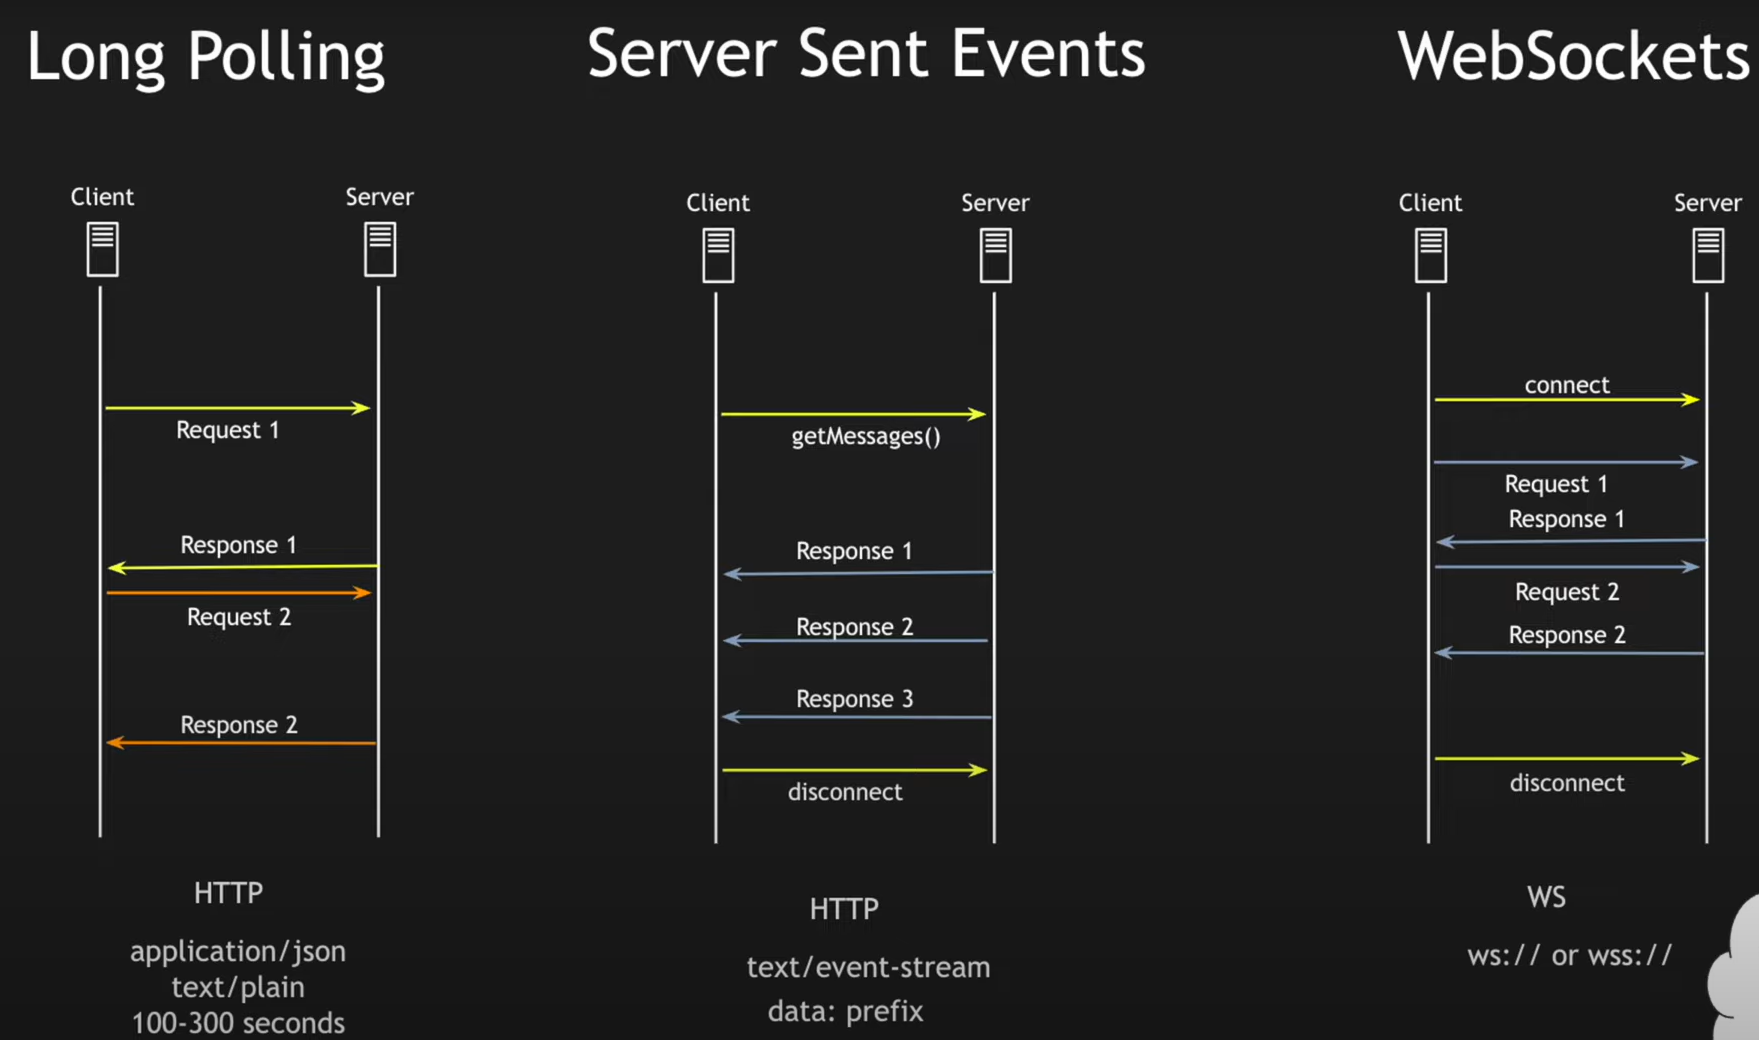 Long Polling
Client
Server
Request 1
Response 1
Request 2
Response 2
HTTP
application/json
text/plain
100-300 seconds
Server Sent Events
Client
Server
getMessages()
Response 1
Response 2
Response 3
disconnect
HTTP
text/event-stream
data: prefix
WebSockets
Client
Server
connect
Request 1
Response 1
Request 2
Response 2
disconnect
WS
ws:// or wss://